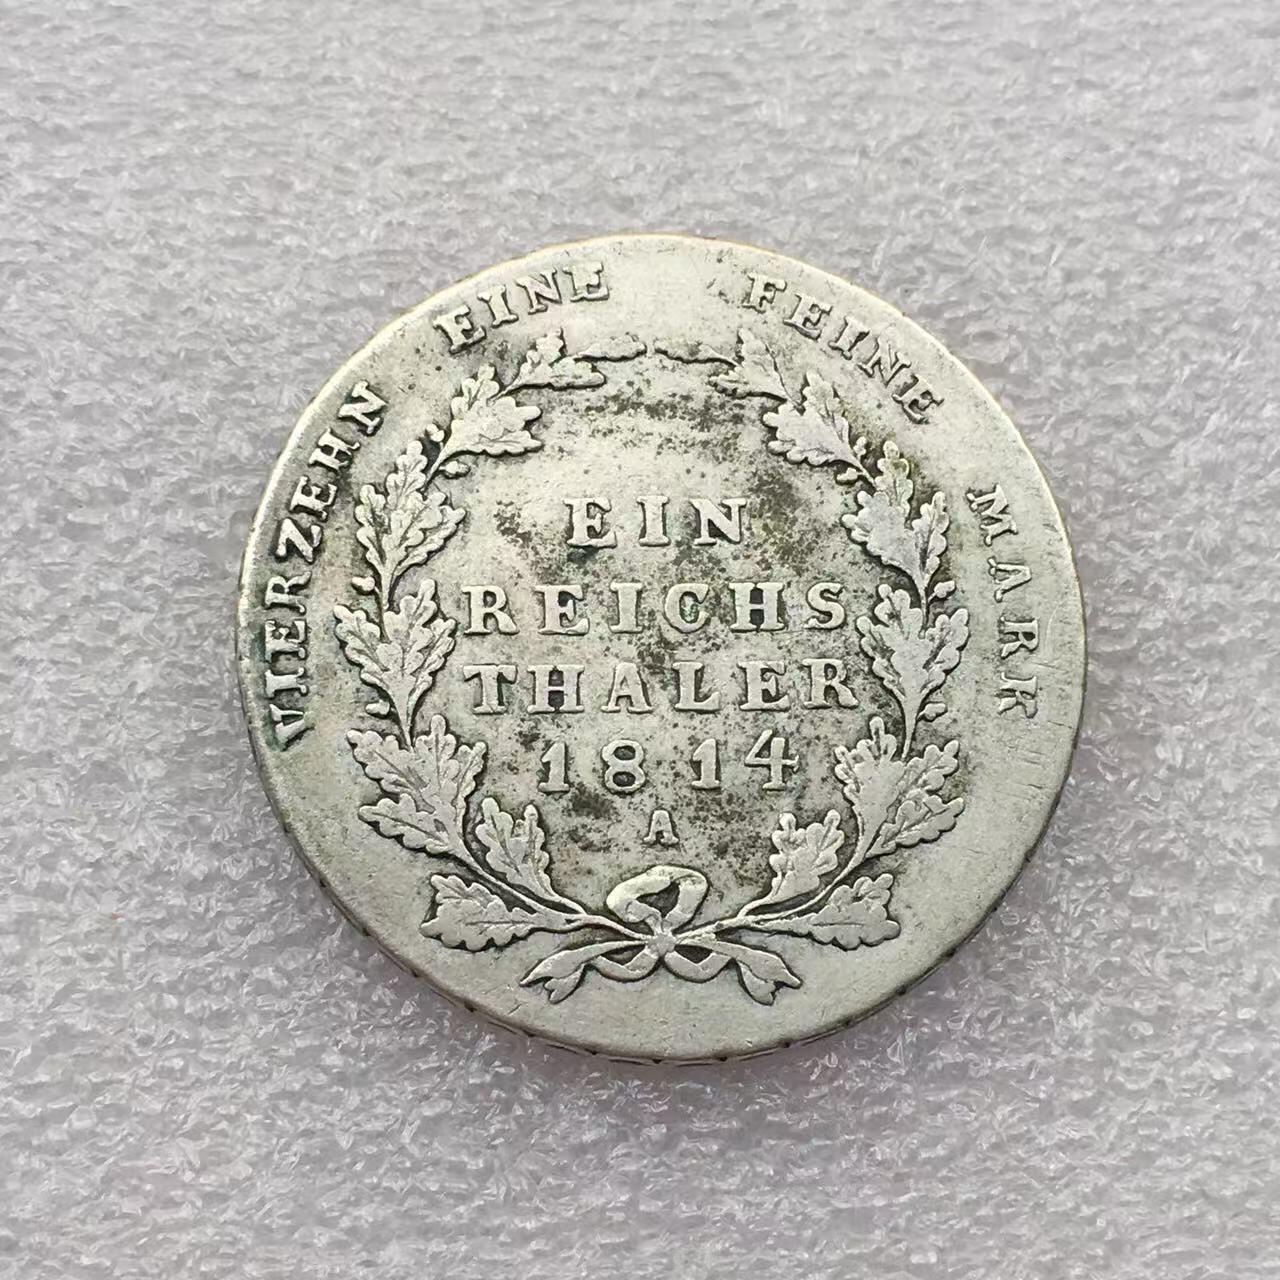 VIERZEHN EINE FEINE MARK
EIN
REICHS
THALER
1814
A